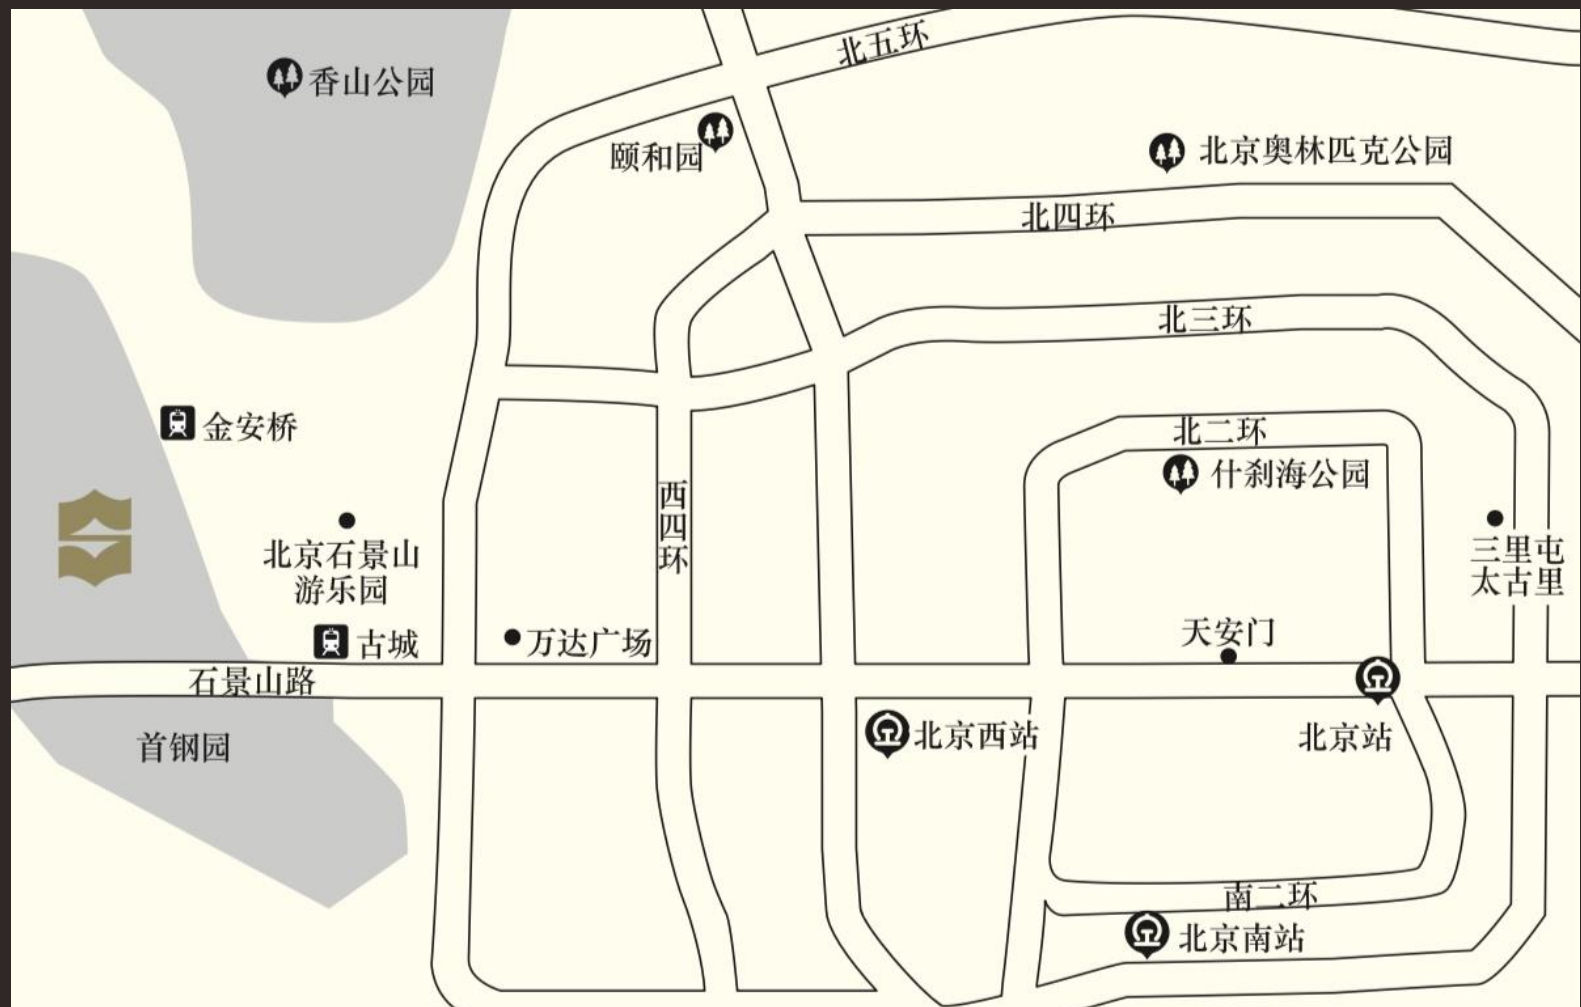 北五环
香山公园
颐和园
北京奥林匹克公园
北四环
北三环
金安桥
北二环
什刹海公园
西四环
北京石景山
游乐园
三里屯
太古里
古城
万达广场
天安门
石景山路
首钢园
北京西站
北京站
南二环
北京南站